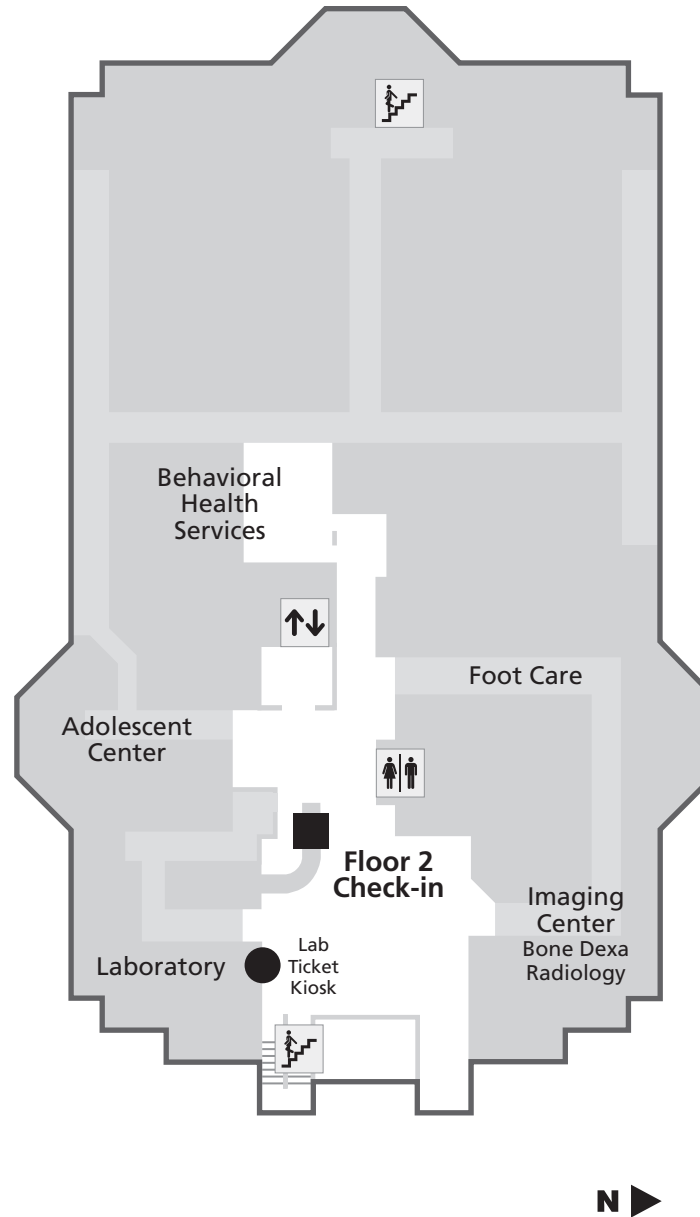 Behavioral
Health
Services
Foot Care
Adolescent
Center
Floor 2
Check-in
Imaging
Center
Bone Dexa
Radiology
Laboratory
Lab
Ticket
Kiosk
N